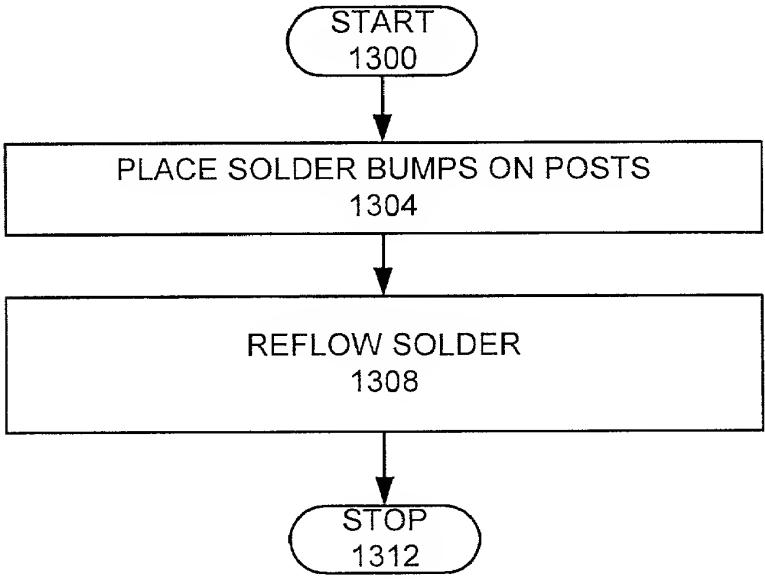 START
1300
PLACE SOLDER BUMPS ON POSTS
1304
REFLOW SOLDER
1308
STOP
1312